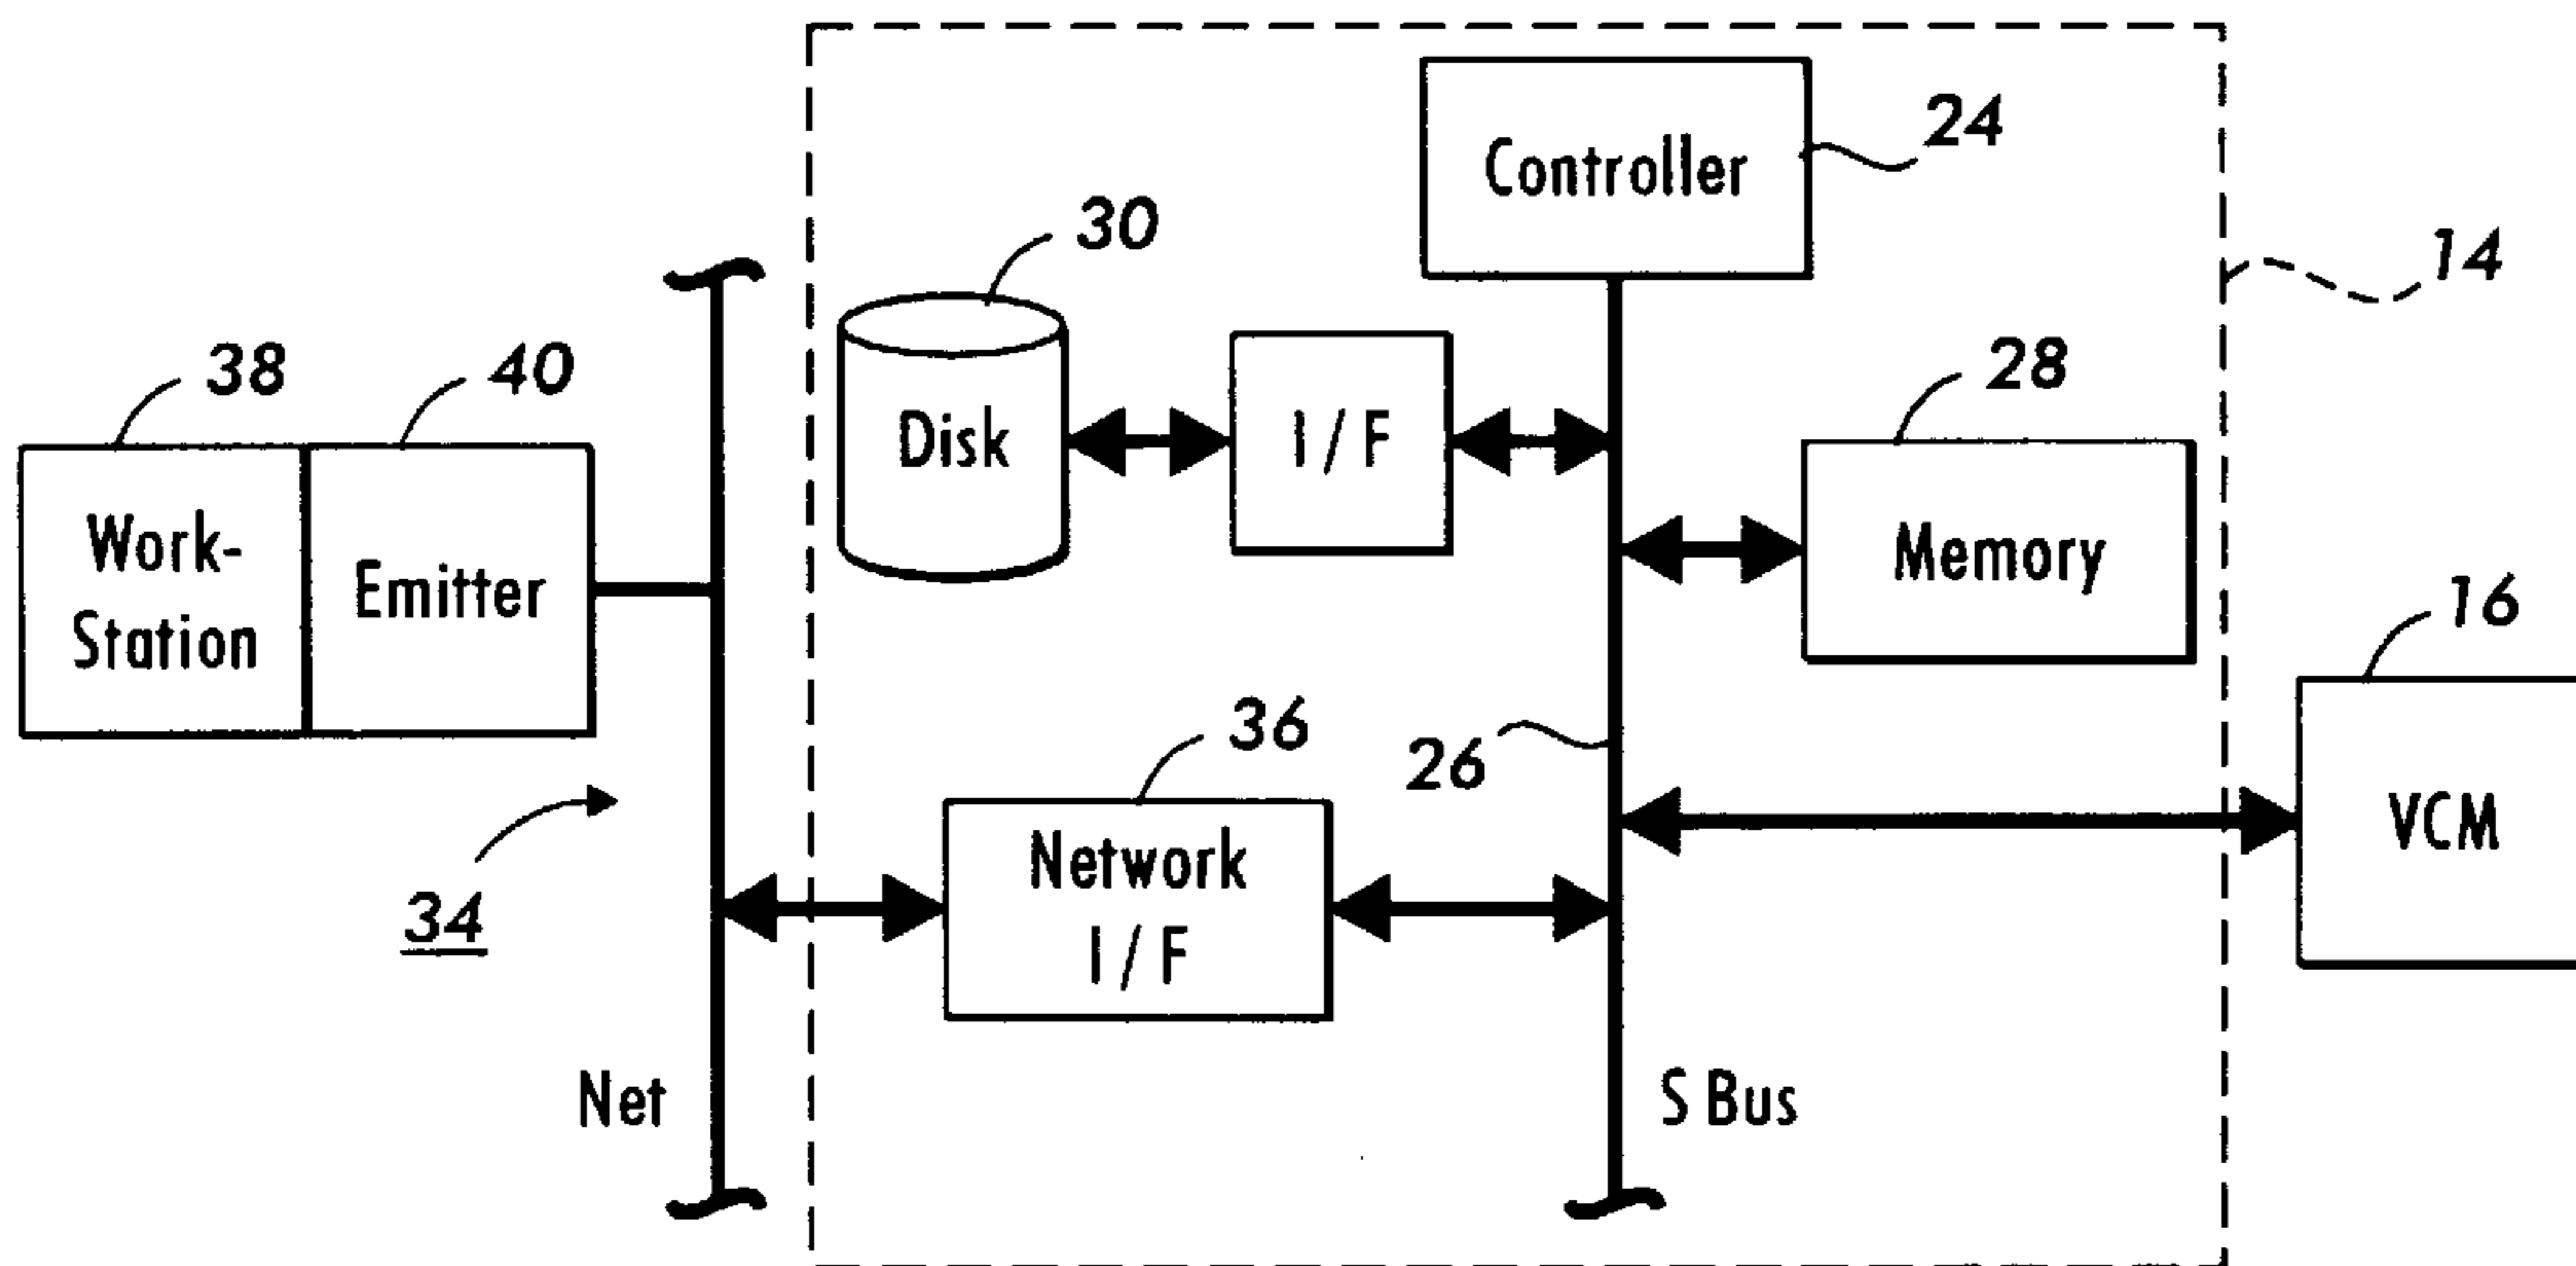 Controller
24
30
14
38
40
28
Disk
I / F
Work-
Station
Emitter
Memory
16
36
26
Network
I / F
VCM
34
Net
S Bus